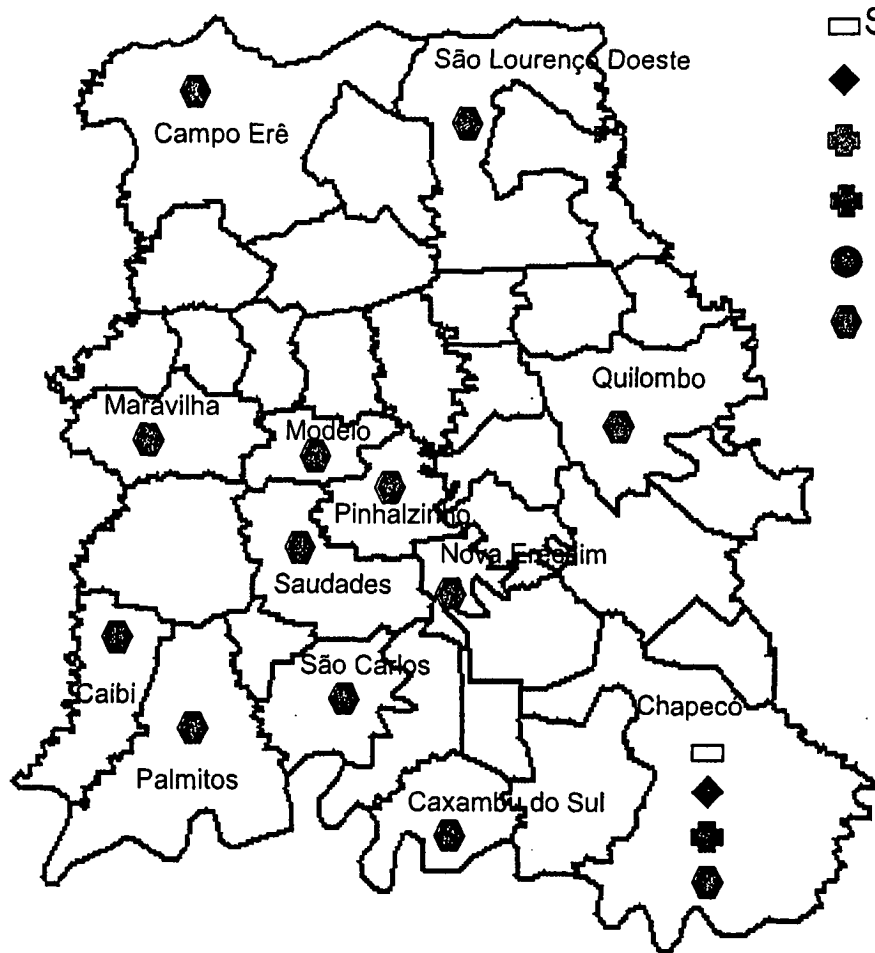 S
São Lourenço Doeste
Campo Erê
Quilombo
Maravilha
Modelo
Pinhalzinho
Nova Erechim
Saudades
São Carlos
Caibi
Chapecó
Palmitos
Caxambu do Sul